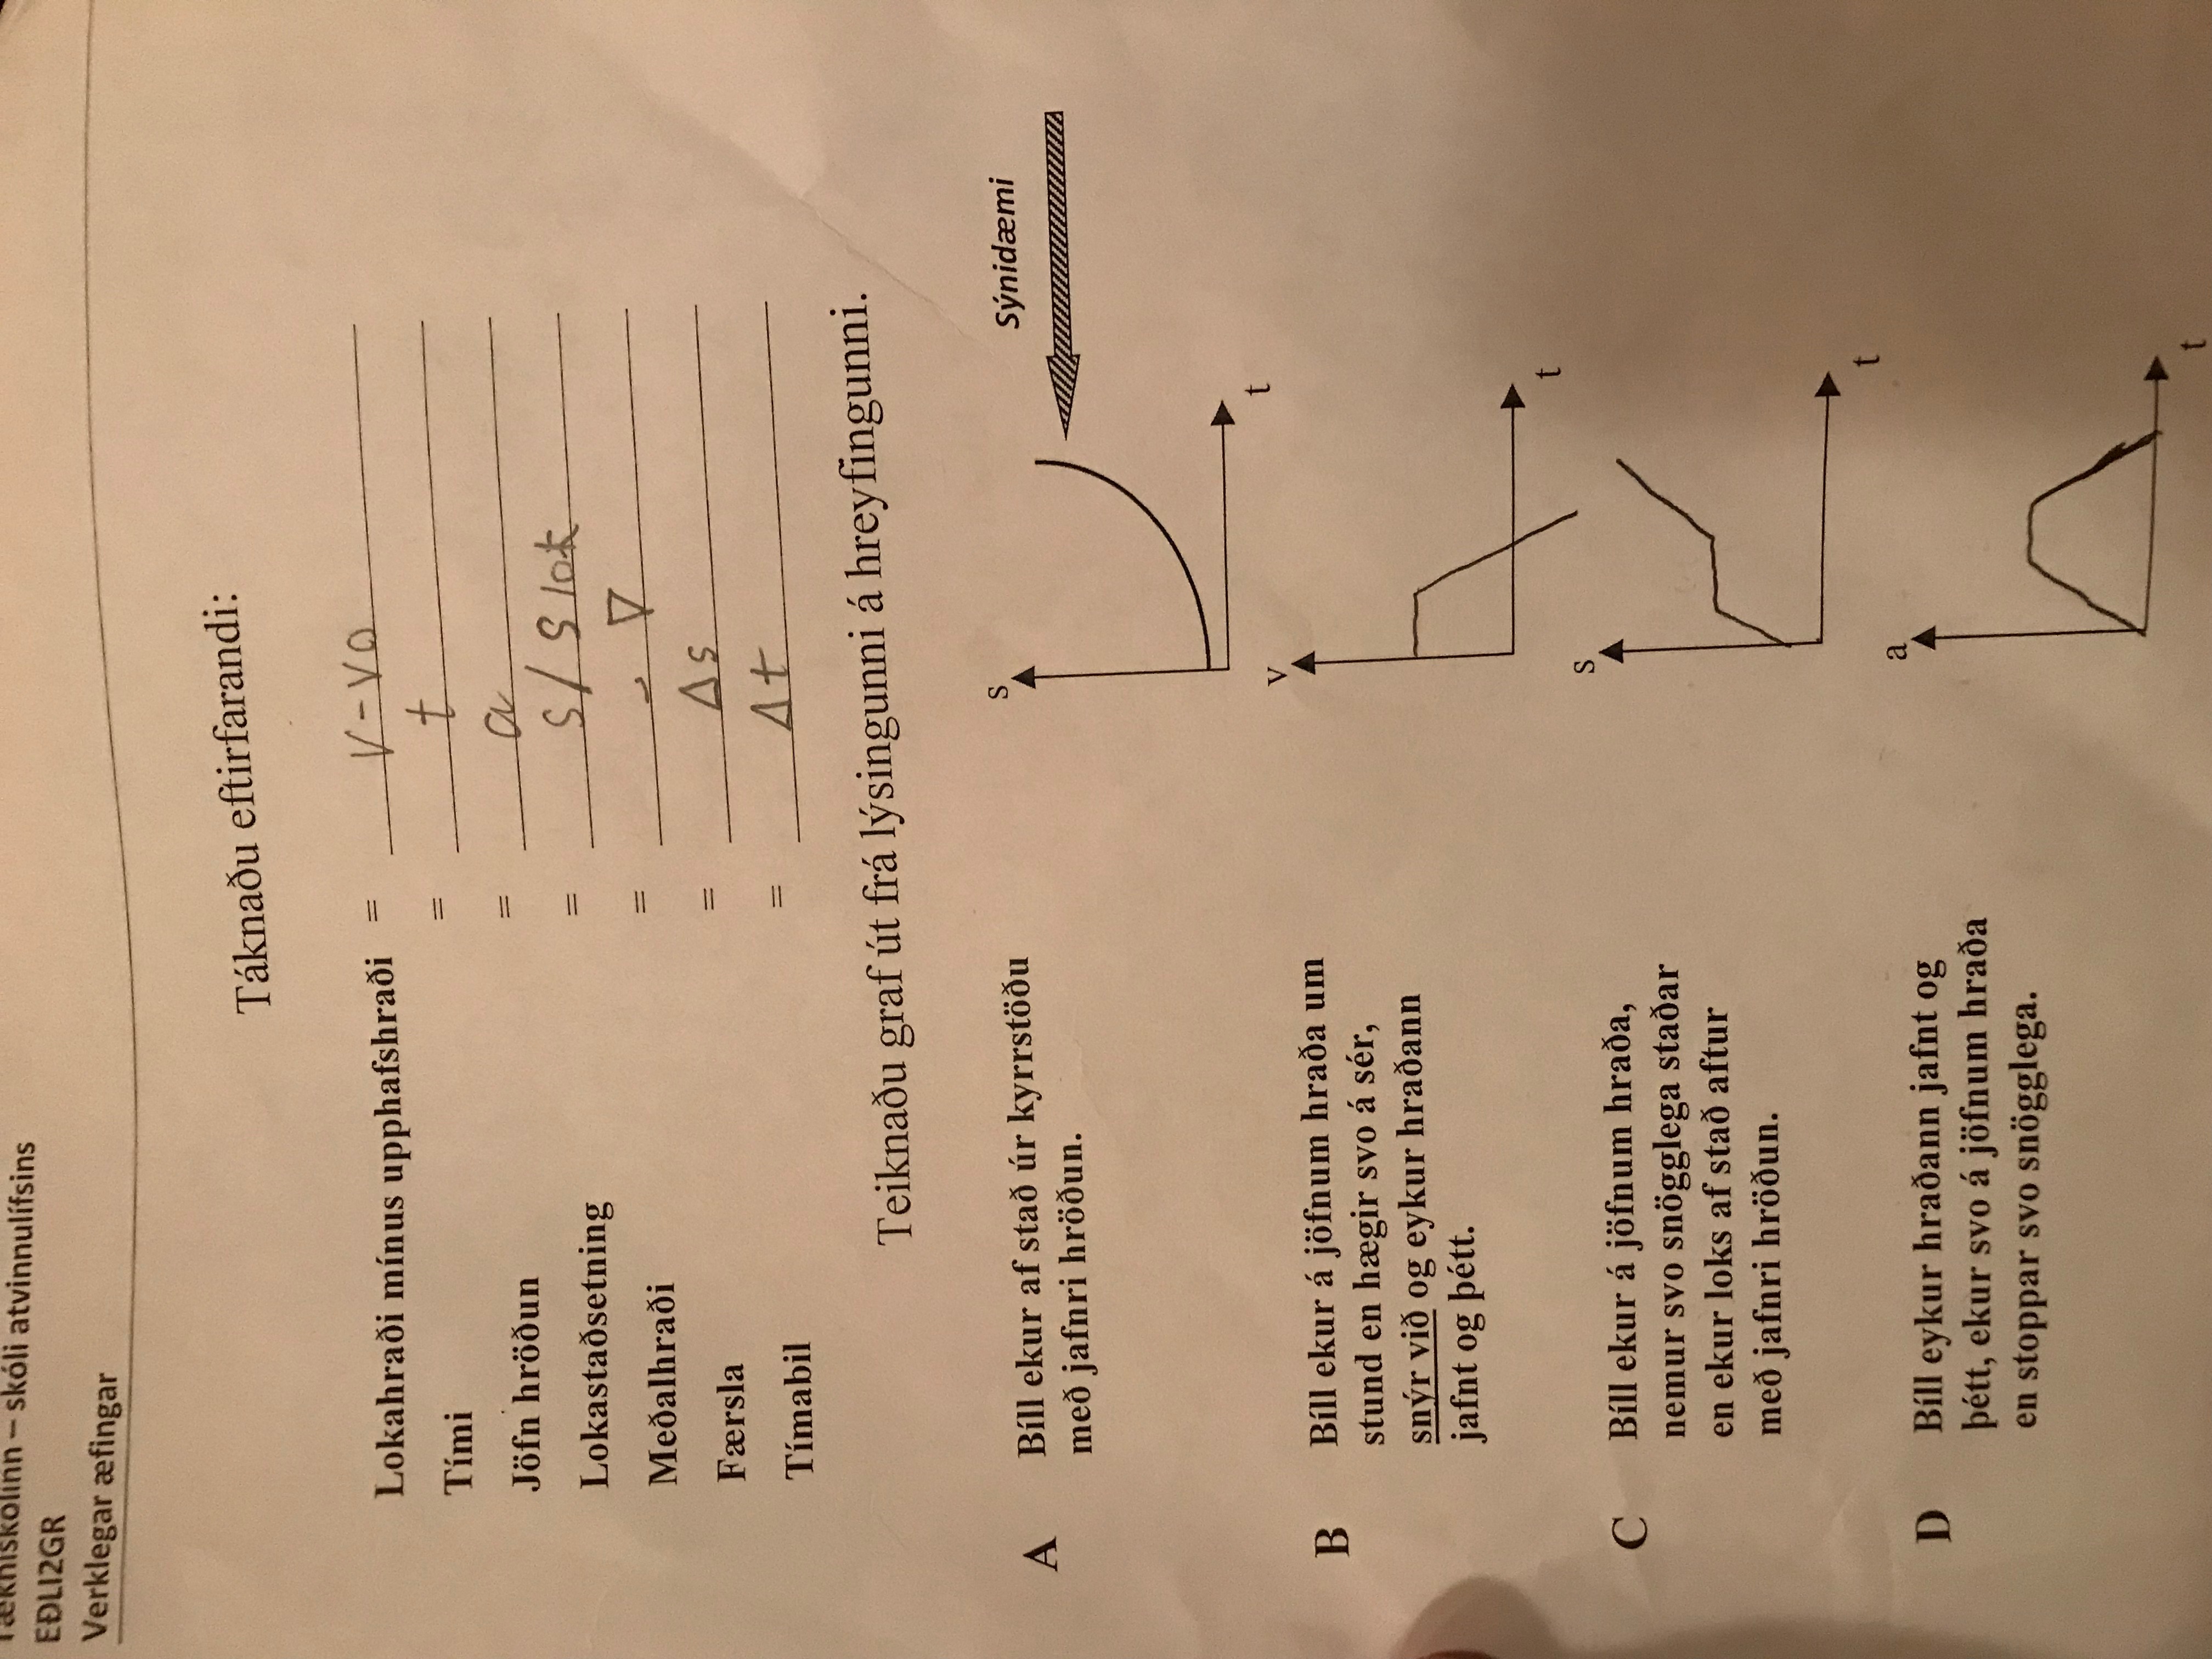 Tækniskólinn – skóli atvinnulífsins
EÐLI2GR
Verklegar æfingar
Táknaðu eftirfarandi:
Lokahraði mínus upphafshraði = V-VO
Tími = t
Jöfn hröðun = a
Lokastaðsetning = S/S lok
Meðalhraði = ∇
Færsla = Δs
Tímabil = Δt
Teiknaðu graf út frá lýsingunni á hreyfingunni.
A Bíll ekur af stað úr kyrrstöðu
með jafnri hröðun.
s
t
Sýnidæmi
B Bíll ekur á jöfnum hraða um
stund en hægir svo á sér,
snýr við og eykur hraðann
jafnt og þétt.
v
t
C Bíll ekur á jöfnum hraða,
nemur svo snögglega staðar
en ekur loks af stað aftur
með jafnri hröðun.
s
t
D Bíll eykur hraðann jafnt og
þétt, ekur svo á jöfnum hraða
en stoppar svo snögglega.
a
t